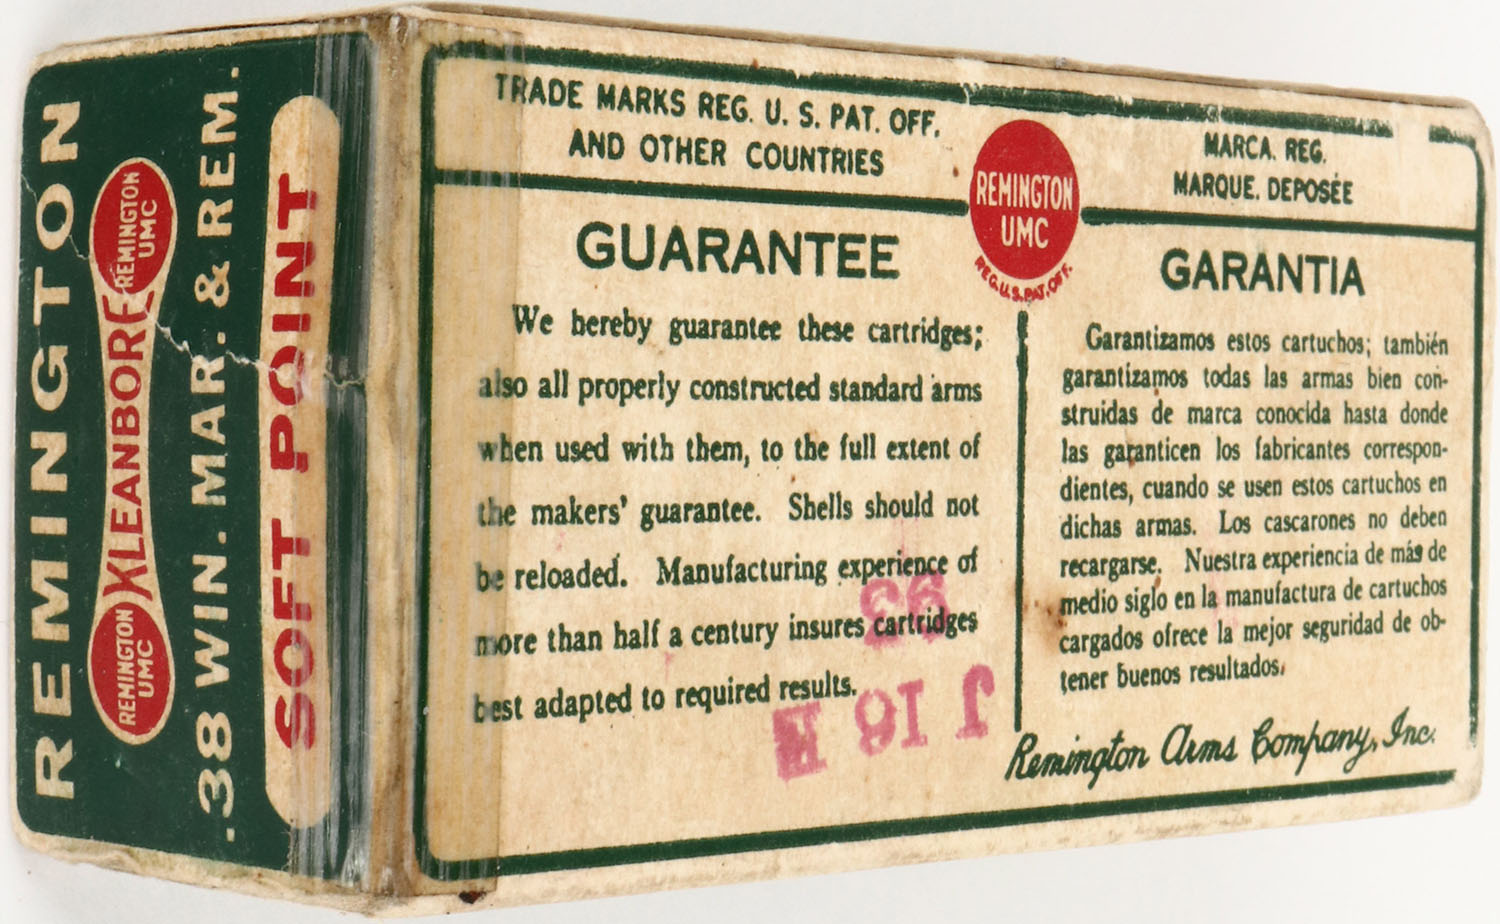 REMINGTON
REMINGTON
UMC
KLEANBORE
REMINGTON
UMC
.38 WIN. MAR. & REM.
SOFT POINT
TRADE MARKS REG. U. S. PAT. OFF.
AND OTHER COUNTRIES
REMINGTON
UMC
REG. U.S. PAT. OFF.
MARCA. REG.
MARQUE. DEPOSÉE
GUARANTEE
We hereby guarantee these cartridges;
also all properly constructed standard arms
when used with them, to the full extent of
the makers' guarantee. Shells should not
be reloaded. Manufacturing experience of
more than half a century insures cartridges
best adapted to required results.
J 16 H
GARANTIA
Garantizamos estos cartuchos; también
garantizamos todas las armas bien con-
struidas de marca conocida hasta donde
las garanticen los fabricantes correspon-
dientes, cuando se usen estos cartuchos en
dichas armas. Los cascarones no deben
recargarse. Nuestra experiencia de más de
medio siglo en la manufactura de cartuchos
cargados ofrece la mejor seguridad de ob-
tener buenos resultados.
Remington Arms Company, Inc.